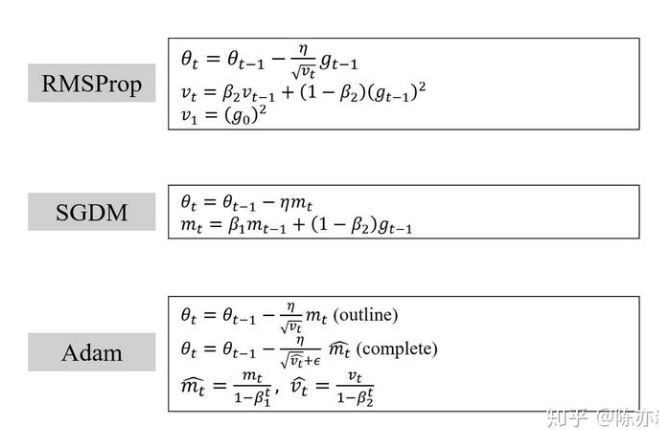 RMSProp
θ_t = θ_{t−1} − η/√v_t g_{t−1}
v_t = β_2 v_{t−1} + (1 − β_2)(g_{t−1})^2
v_1 = (g_0)^2
SGDM
θ_t = θ_{t−1} − ηm_t
m_t = β_1 m_{t−1} + (1 − β_2)g_{t−1}
Adam
θ_t = θ_{t−1} − η/√v_t m_t (outline)
θ_t = θ_{t−1} − η/(√v̂_t+ϵ) m̂_t (complete)
m̂_t = m_t/(1−β_1^t), v̂_t = v_t/(1−β_2^t)
知乎 @陈亦